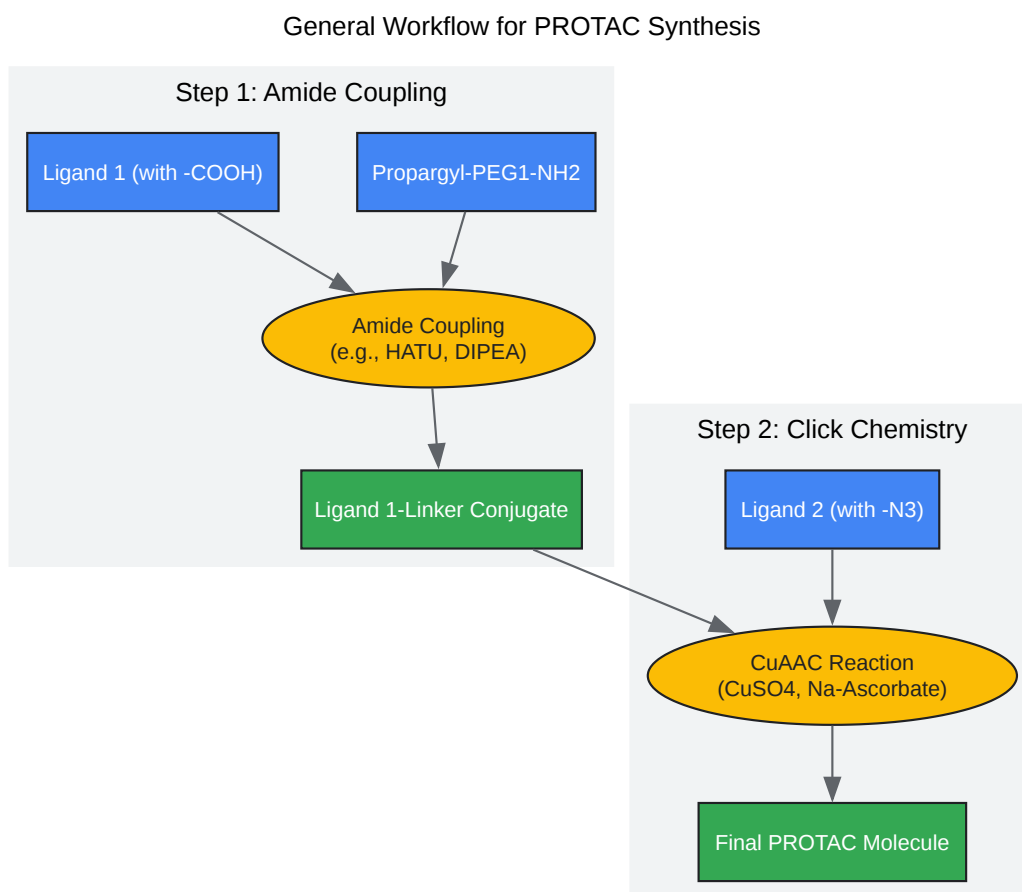 General Workflow for PROTAC Synthesis
Step 1: Amide Coupling
Ligand 1 (with -COOH)
Propargyl-PEG1-NH2
Amide Coupling
(e.g., HATU, DIPEA)
Ligand 1-Linker Conjugate
Step 2: Click Chemistry
Ligand 2 (with -N3)
CuAAC Reaction
(CuSO4, Na-Ascorbate)
Final PROTAC Molecule